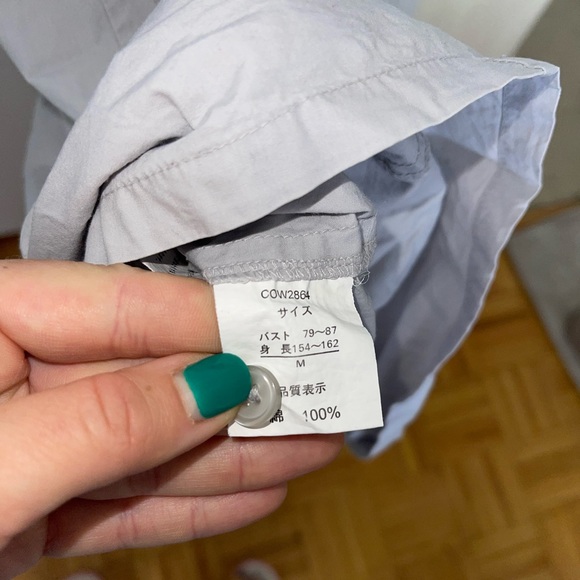 COW2864
サイズ
バスト 79〜87
身 長154〜162
M
品質表示
綿 100%